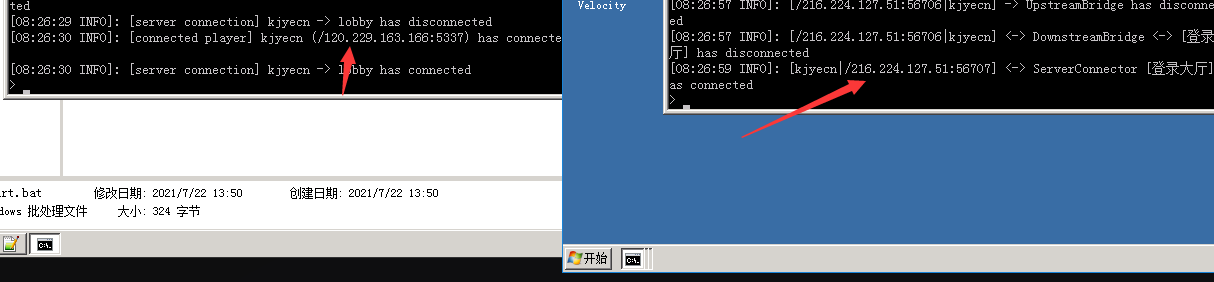 ted
[08:26:29 INFO]: [server connection] kjyecn -> lobby has disconnected
[08:26:30 INFO]: [connected player] kjyecn (/120.229.163.166:5337) has connecte
[08:26:30 INFO]: [server connection] kjyecn -> lobby has connected
>
art.bat 修改日期: 2021/7/22 13:50 创建日期: 2021/7/22 13:50
dows 批处理文件 大小: 324 字节
C:\.
Velocity
[08:26:57 INFO]: [/216.224.127.51:56706|kjyecn] -> UpstreamBridge has disconne
ed
[08:26:57 INFO]: [/216.224.127.51:56706|kjyecn] <-> DownstreamBridge <-> [登录大
厅] has disconnected
[08:26:59 INFO]: [kjyecn|/216.224.127.51:56707] <-> ServerConnector [登录大厅]
as connected
>
开始
C:\.